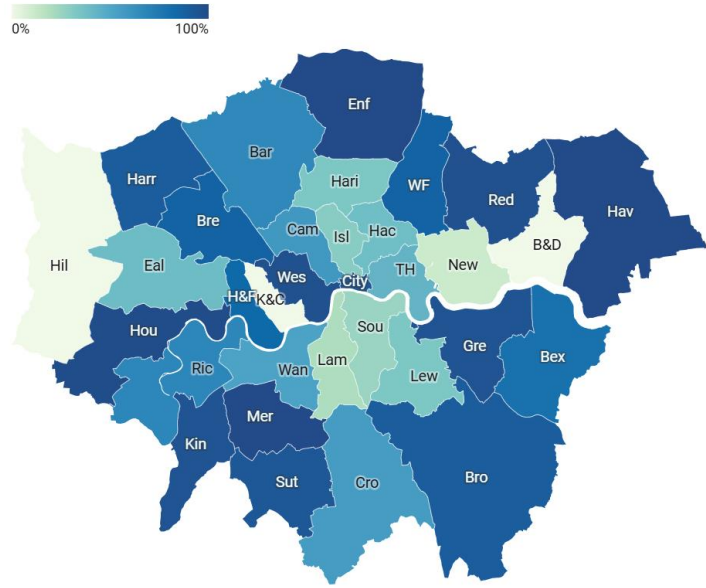 0% 100%
Enf
Bar
Harr
Hari
WF
Red
Hav
Bre
Cam
Isl
Hac
B&D
Hil
Eal
H&F
K&C
Wes
City
TH
New
Hou
Sou
Gre
Bex
Ric
Wan
Lam
Lew
Mer
Kin
Sut
Cro
Bro